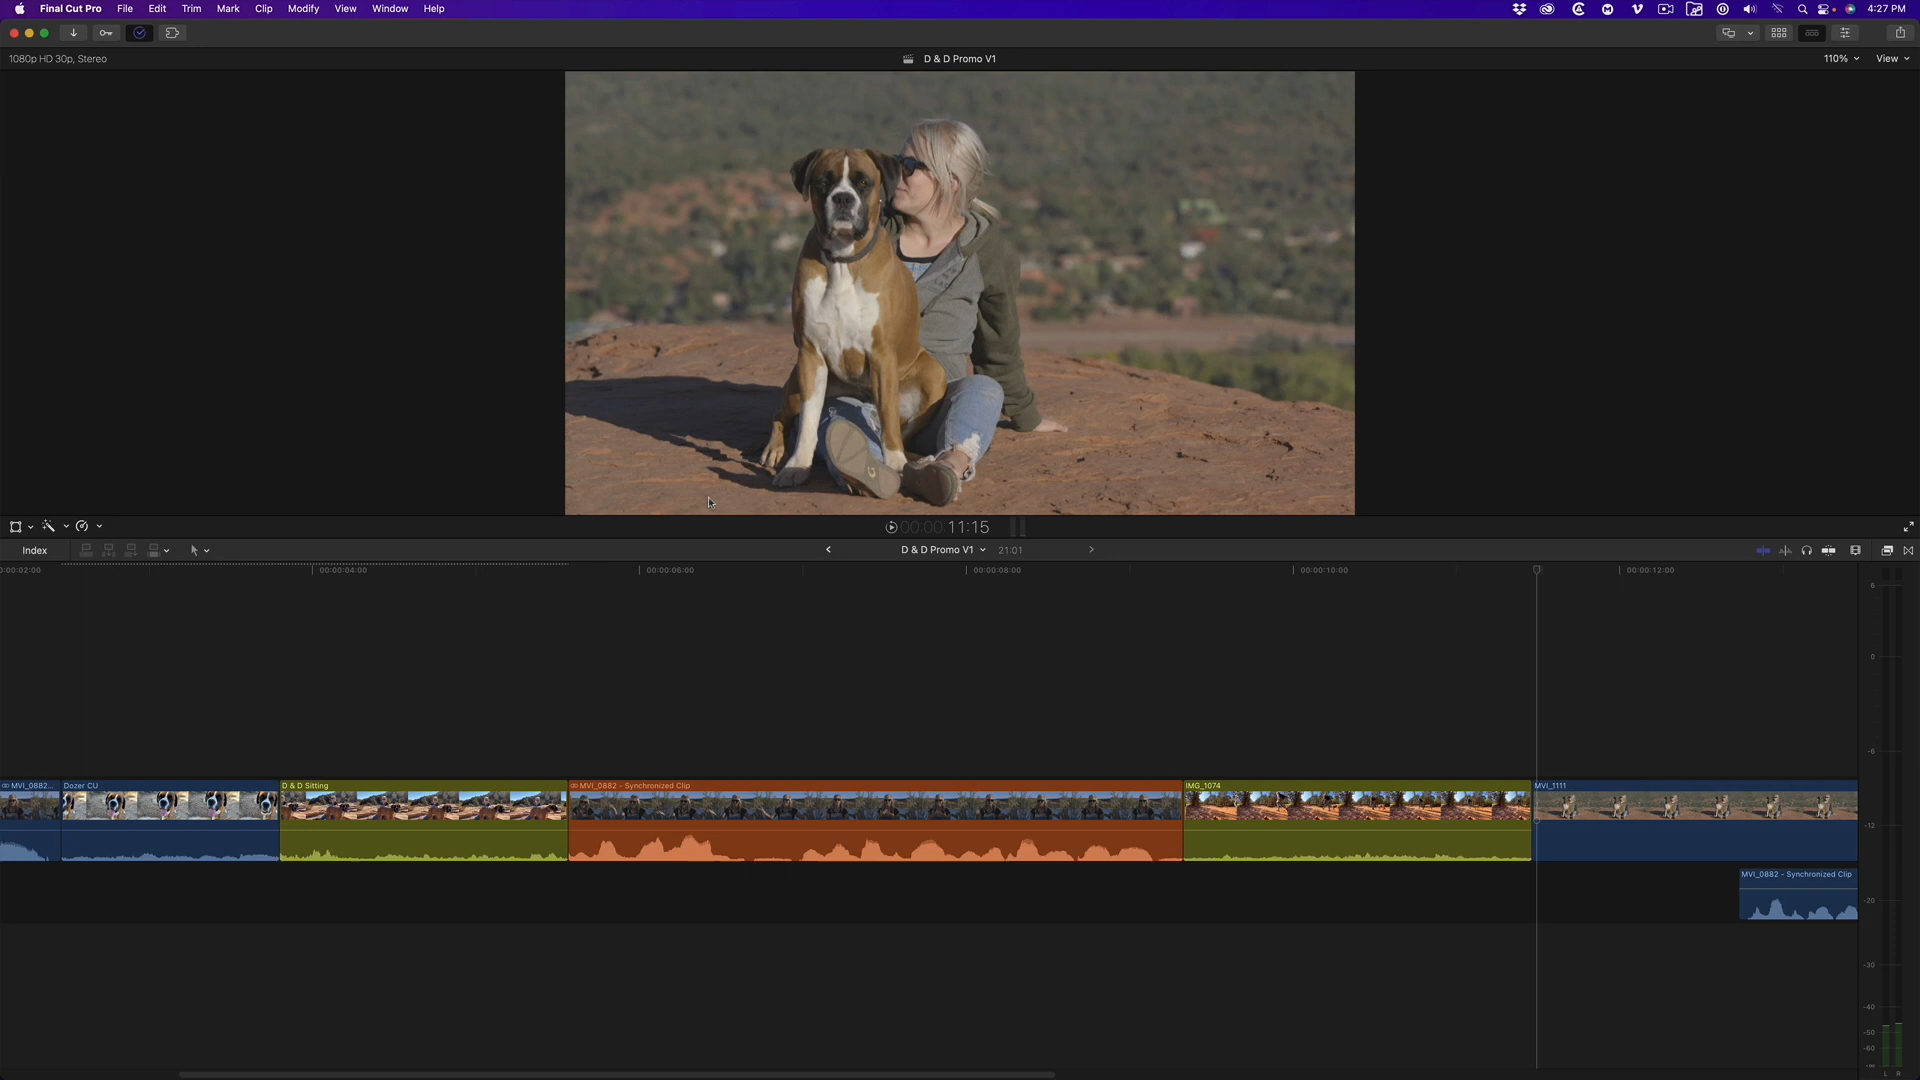 Final Cut Pro File Edit Trim Mark Clip Modify View Window Help 4:27 PM
1080p HD 30p, Stereo D & D Promo V1 110% View
00:00:11:15
Index D & D Promo V1 21:01
0:00:02:00 00:00:04:00 00:00:06:00 00:00:08:00 00:00:10:00 00:00:12:00
6
0
-6
MVI_0882... Dozer CU D & D Sitting MVI_0882 - Synchronized Clip IMG_1074 MVI_1111
-12
MVI_0882 - Synchronized Clip
-20
-30
-40
-50
-60
-∞
L R